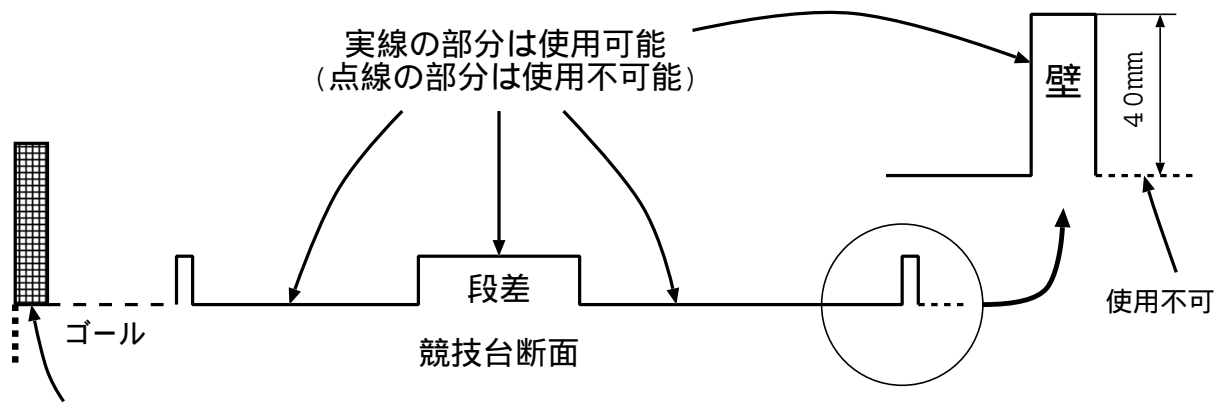 実線の部分は使用可能
(点線の部分は使用不可能)
壁
40mm
段差
使用不可
ゴール
競技台断面